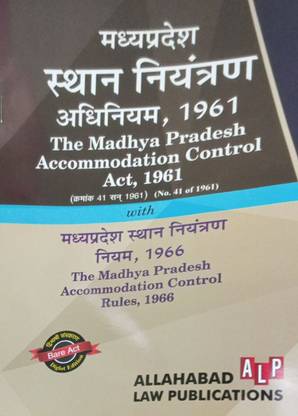 मध्यप्रदेश
स्थान नियंत्रण
अधिनियम, 1961
The Madhya Pradesh
Accommodation Control
Act, 1961
(क्रमांक 41 सन् 1961) (No. 41 of 1961)
with
मध्यप्रदेश स्थान नियंत्रण
नियम, 1966
The Madhya Pradesh
Accommodation Control
Rules, 1966
Bare Act
Diglot Edition
ALLAHABAD ALP
LAW PUBLICATIONS